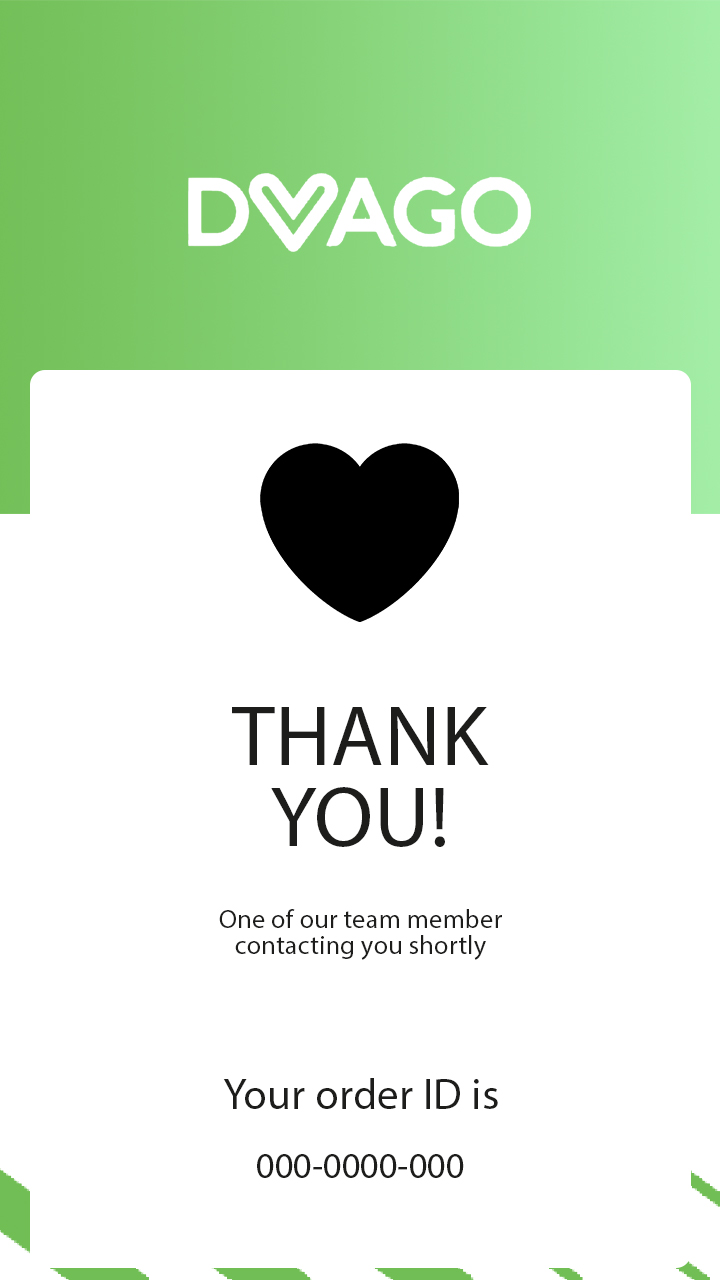 DVAGO
THANK
YOU!
One of our team member
contacting you shortly
Your order ID is
000-0000-000